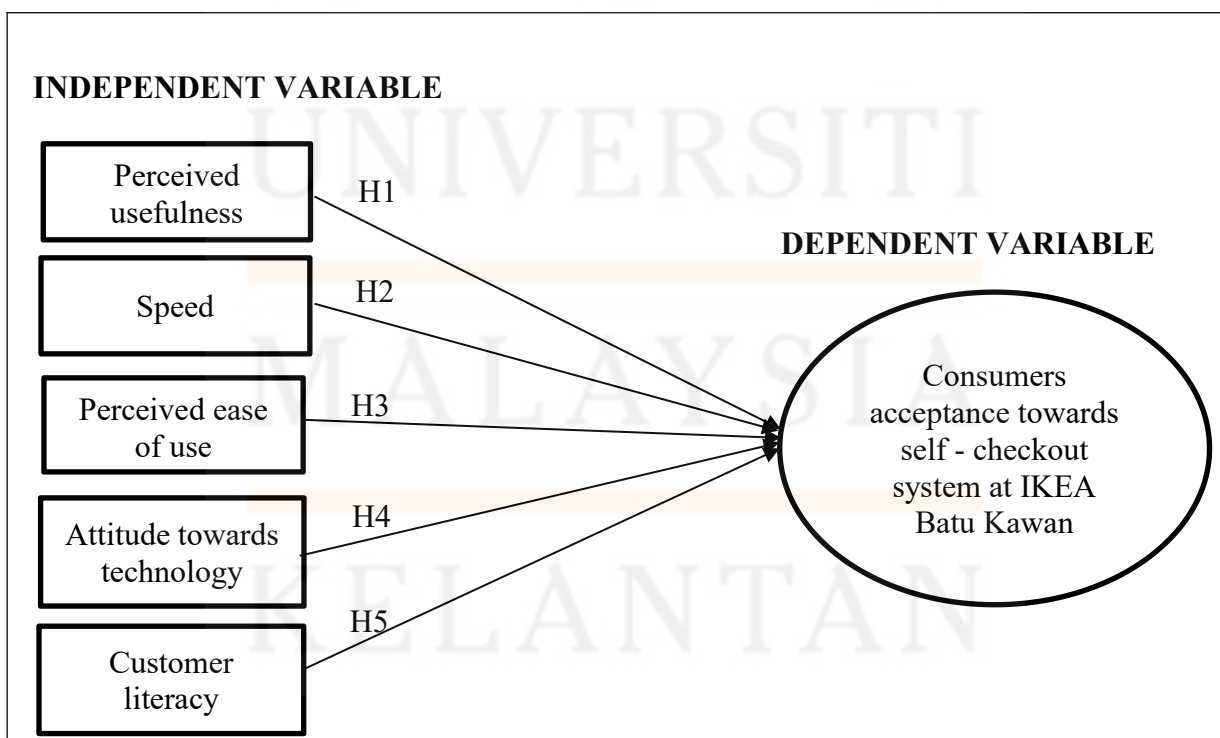 INDEPENDENT VARIABLE
Perceived
usefulness
H1
DEPENDENT VARIABLE
Speed
H2
Perceived ease
of use
H3
Consumers
acceptance towards
self - checkout
system at IKEA
Batu Kawan
Attitude towards
technology
H4
Customer
literacy
H5
UNIVERSITI
MALAYSIA
KELANTAN